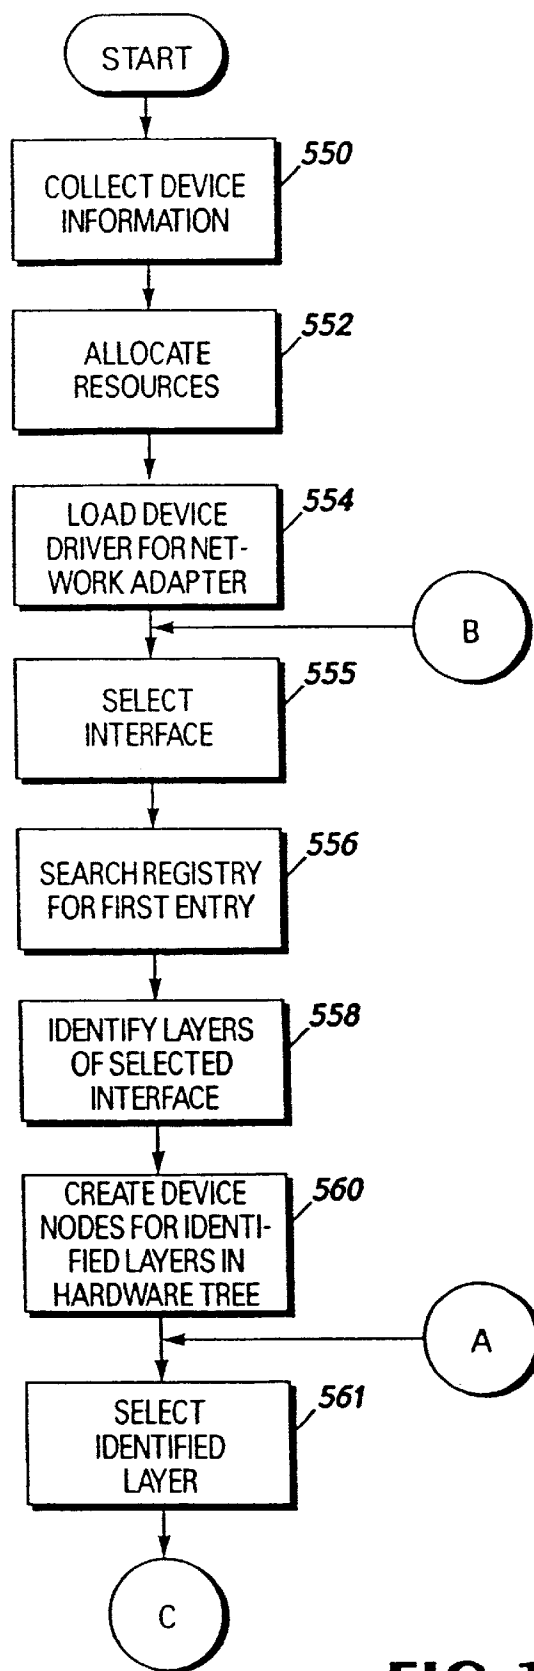 START
550
COLLECT DEVICE
INFORMATION
552
ALLOCATE
RESOURCES
554
LOAD DEVICE
DRIVER FOR NET-
WORK ADAPTER
B
555
SELECT
INTERFACE
556
SEARCH REGISTRY
FOR FIRST ENTRY
558
IDENTIFY LAYERS
OF SELECTED
INTERFACE
560
CREATE DEVICE
NODES FOR IDENTI-
FIED LAYERS IN
HARDWARE TREE
A
561
SELECT
IDENTIFIED
LAYER
C